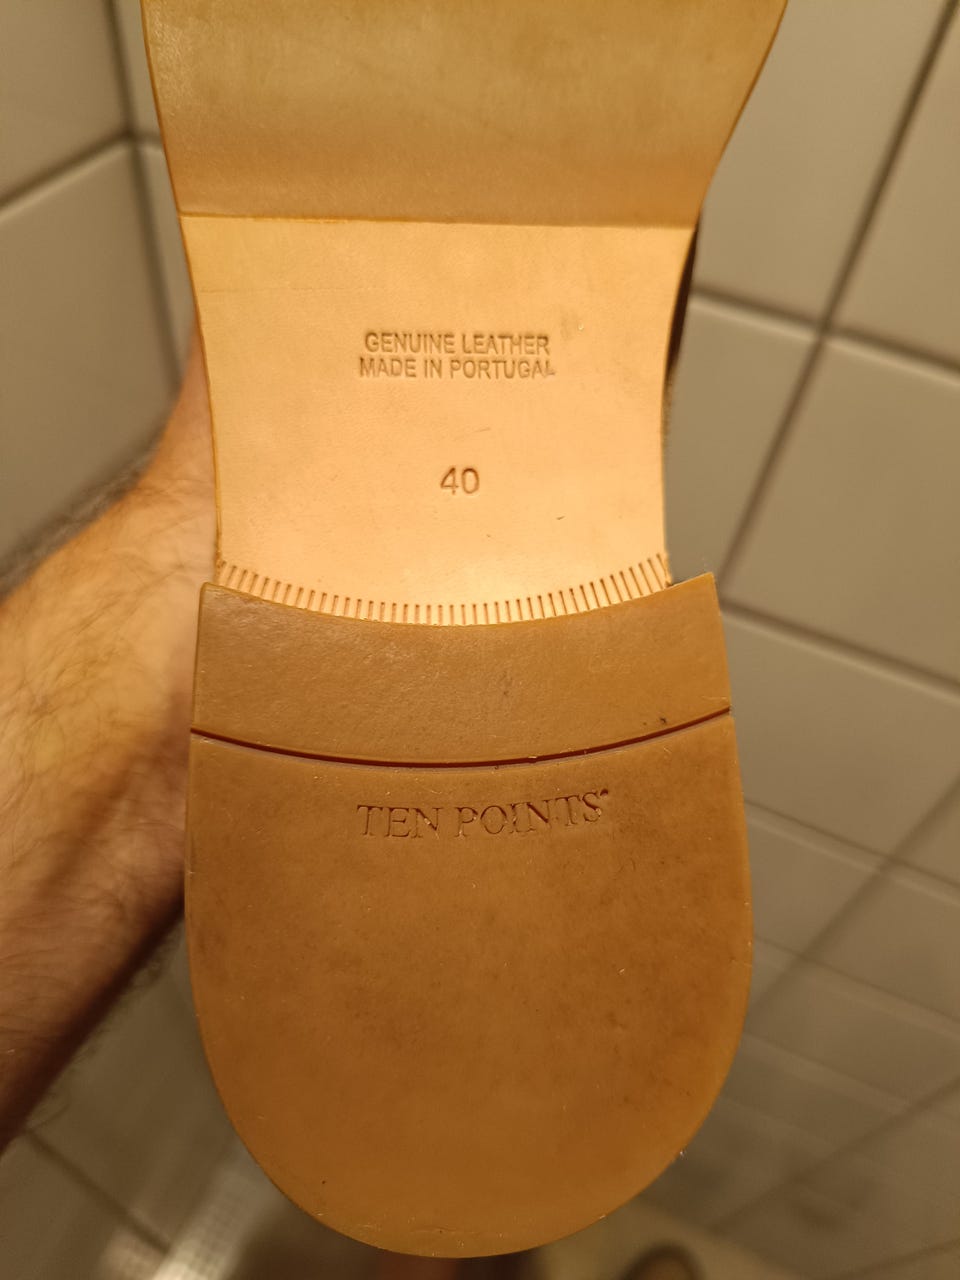 GENUINE LEATHER
MADE IN PORTUGAL
40
TEN POINTS